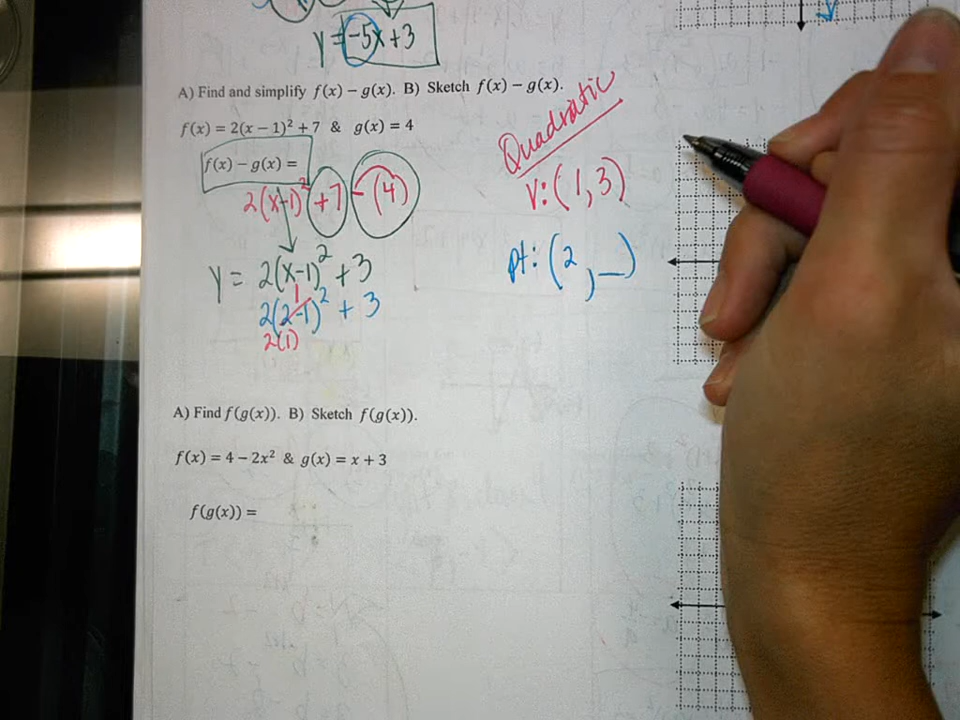 y = -5x + 3
A) Find and simplify f(x) – g(x). B) Sketch f(x) – g(x).
f(x) = 2(x – 1)² + 7 & g(x) = 4
Quadratic
f(x) – g(x) =
2(x-1)² + 7 - (4)
V: (1, 3)
y = 2(x-1)² + 3
pt: (2, _)
1
2(2-1)² + 3
2(1)
A) Find f(g(x)). B) Sketch f(g(x)).
f(x) = 4 – 2x² & g(x) = x + 3
f(g(x)) =